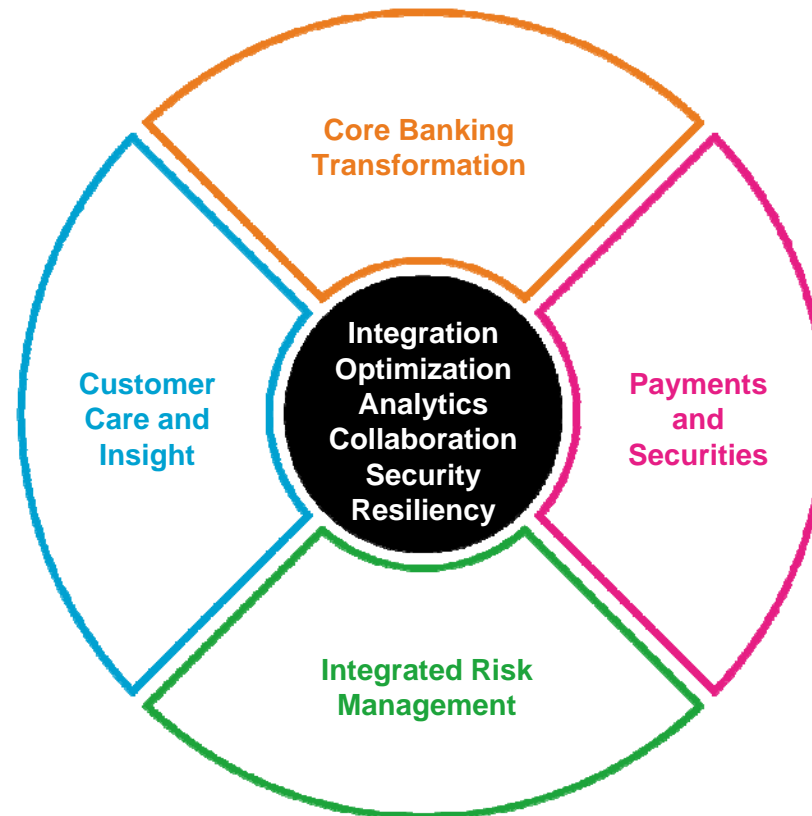 Core Banking
Transformation
Customer
Care and
Insight
Integration
Optimization
Analytics
Collaboration
Security
Resiliency
Payments
and
Securities
Integrated Risk
Management